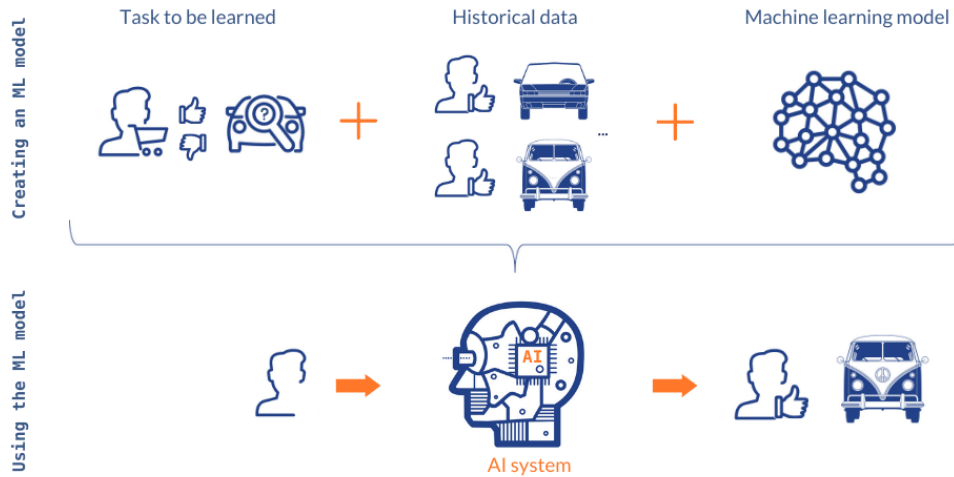 Task to be learned
Historical data
Machine learning model
Creating an ML model
?
...
Using the ML model
AI
AI system